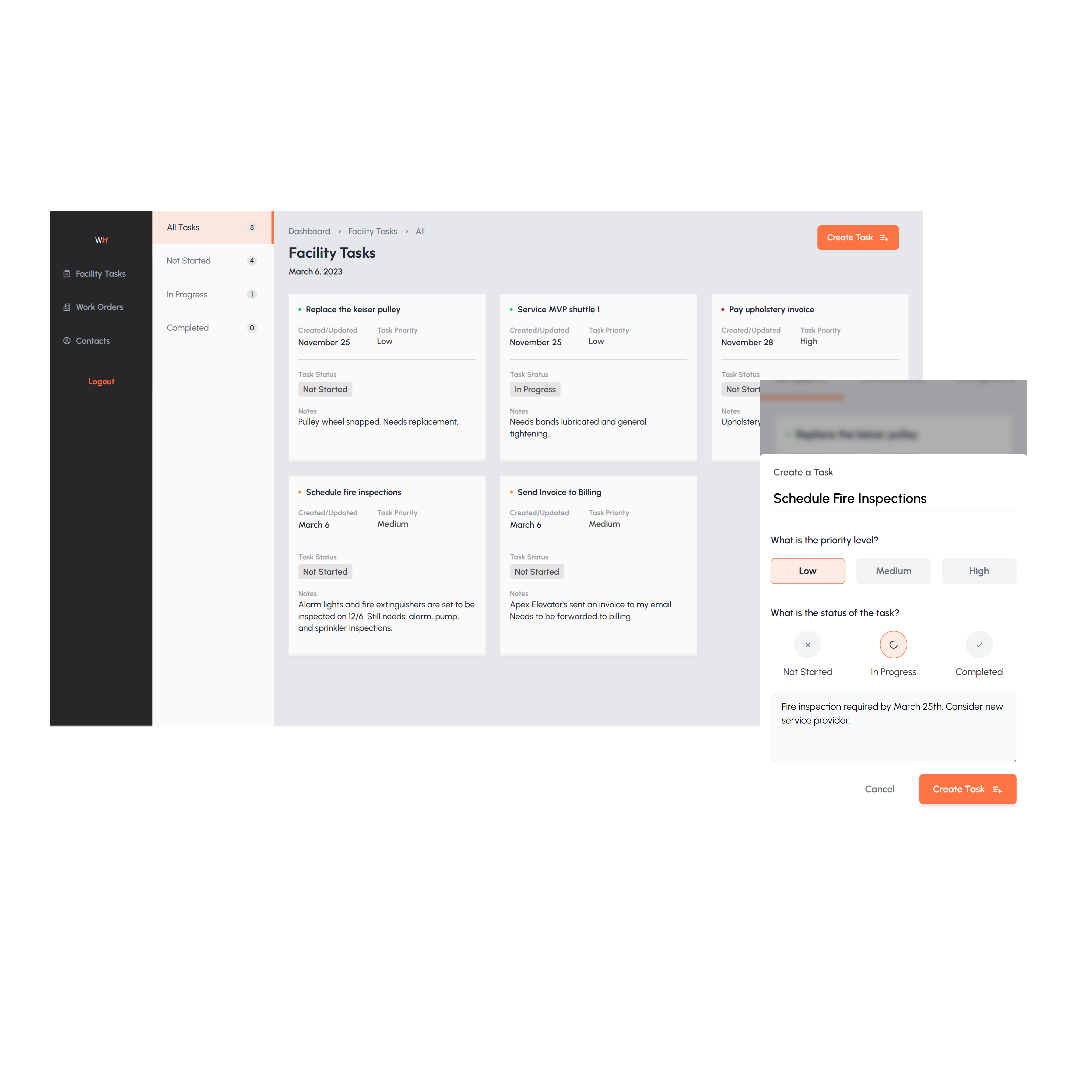 WH
Facility Tasks
Work Orders
Contacts
Logout
All Tasks 5
Not Started 4
In Progress 1
Completed 0
Dashboard > Facility Tasks > All
Facility Tasks
March 6, 2023
Create Task
Replace the keiser pulley
Created/Updated Task Priority
November 25 Low
Task Status
Not Started
Notes
Pulley wheel snapped. Needs replacement.
Service MVP shuttle 1
Created/Updated Task Priority
November 25 Low
Task Status
In Progress
Notes
Needs bands lubricated and general
tightening.
Pay upholstery invoice
Created/Updated Task Priority
November 28 High
Task Status
Not Start
Notes
Upholstery
Schedule fire inspections
Created/Updated Task Priority
March 6 Medium
Task Status
Not Started
Notes
Alarm lights and fire extinguishers are set to be
inspected on 12/6. Still needs: alarm, pump,
and sprinkler inspections.
Send Invoice to Billing
Created/Updated Task Priority
March 6 Medium
Task Status
Not Started
Notes
Apex Elevator's sent an invoice to my email.
Needs to be forwarded to billing.
Replace the keiser pulley
Create a Task
Schedule Fire Inspections
What is the priority level?
Low Medium High
What is the status of the task?
Not Started In Progress Completed
Fire inspection required by March 25th. Consider new
service provider.
Cancel Create Task